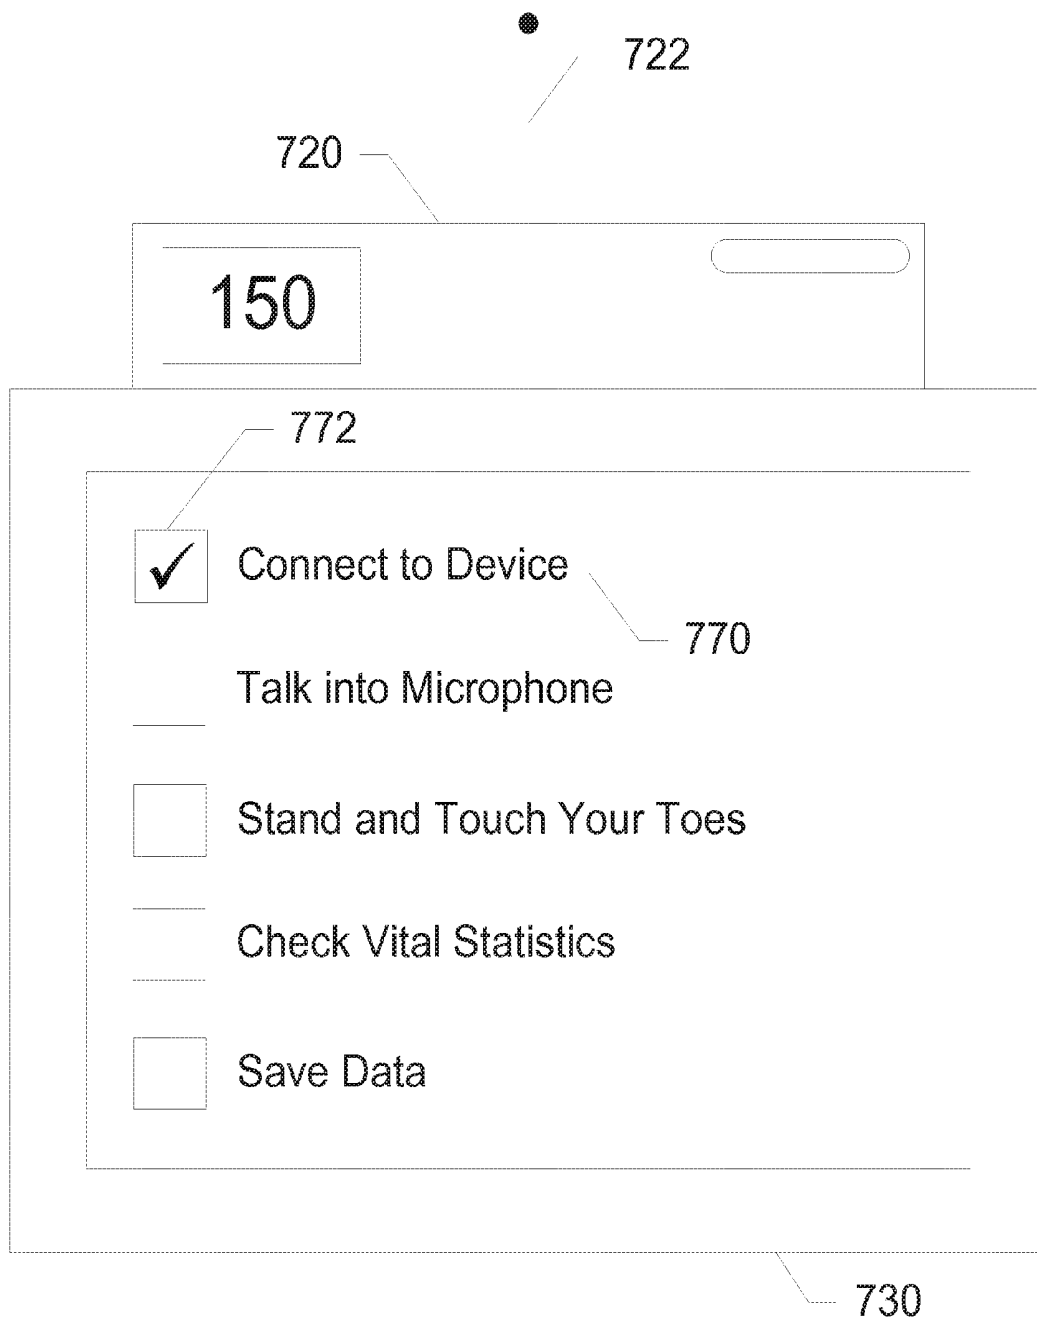 722
720
150
772
✓ Connect to Device
770
Talk into Microphone
Stand and Touch Your Toes
Check Vital Statistics
Save Data
730